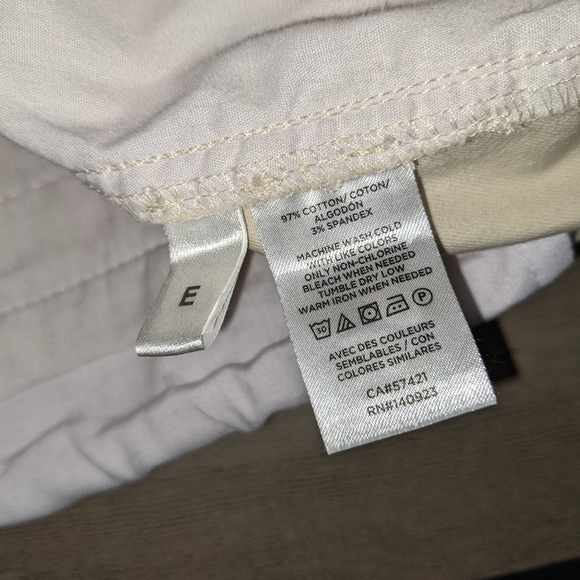 97% COTTON/ COTON/
ALGODÓN
3% SPANDEX
MACHINE WASH COLD
WITH LIKE COLORS
ONLY NON-CHLORINE
BLEACH WHEN NEEDED
TUMBLE DRY LOW
WARM IRON WHEN NEEDED
30 P
AVEC DES COULEURS
SEMBLABLES / CON
COLORES SIMILARES
CA#57421
RN#140923
E